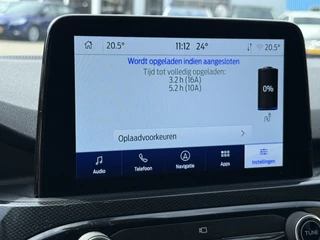 20.5° 11:12 24° 20.5°
Wordt opgeladen indien aangesloten
Tijd tot volledig opgeladen:
3.2 h (16A)
5.2 h (10A)
0%
Oplaadvoorkeuren
Audio Telefoon Navigatie Apps Instellingen
TUNE